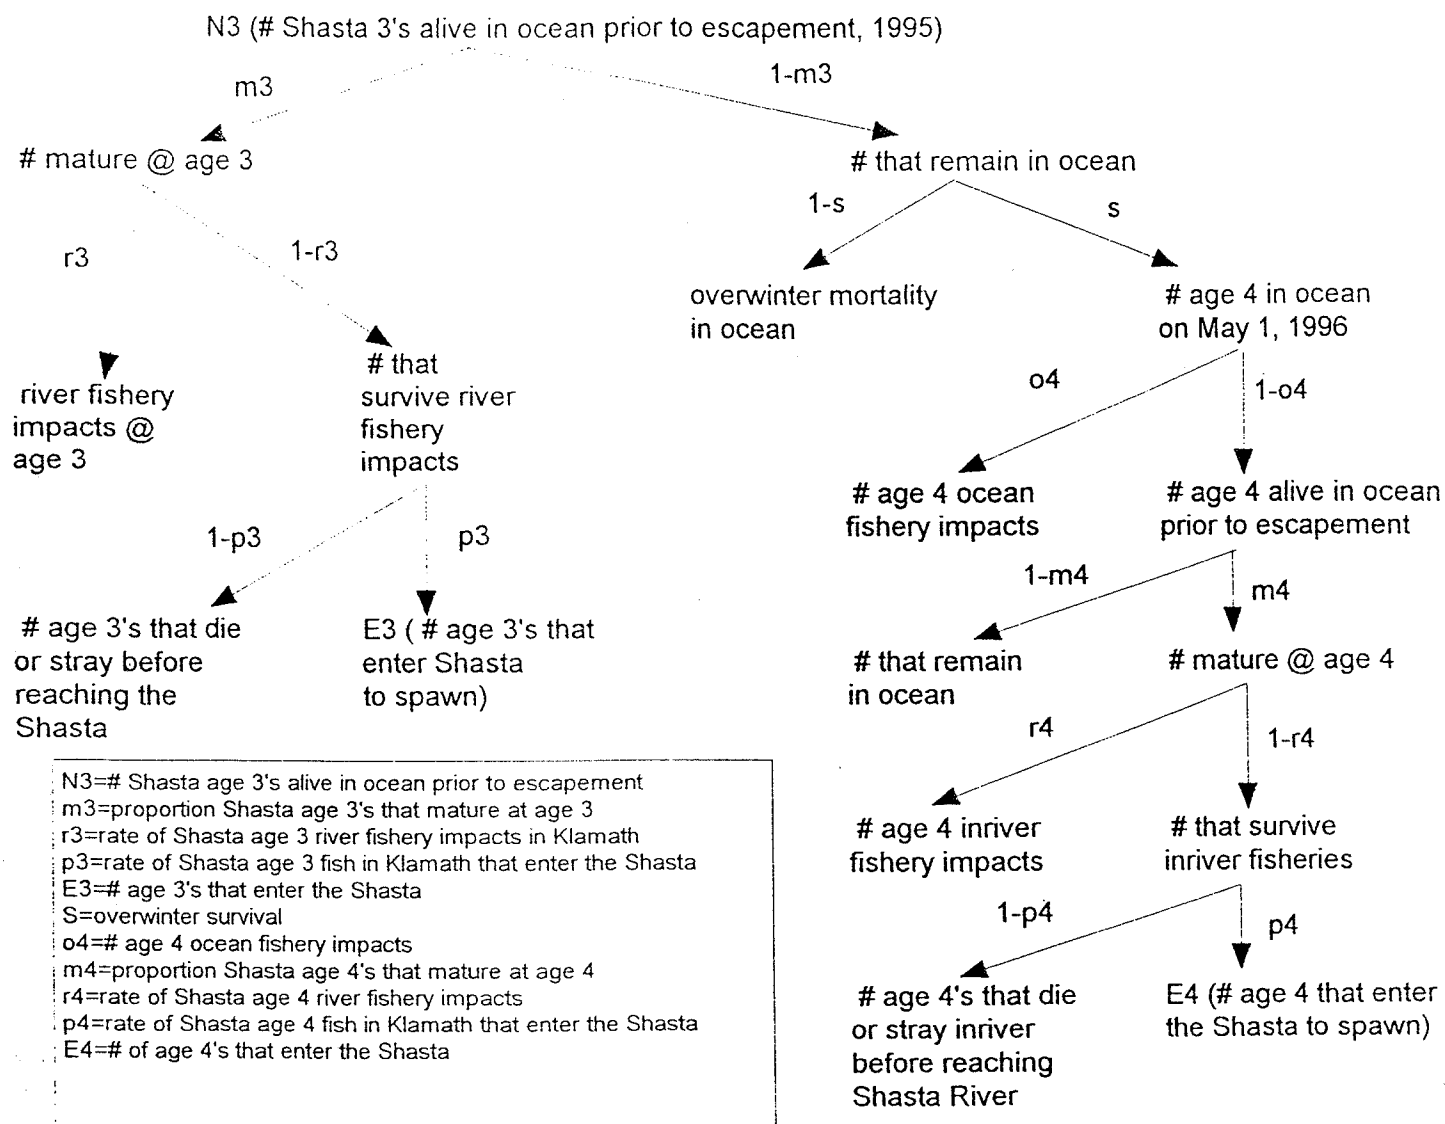 N3 (# Shasta 3's alive in ocean prior to escapement, 1995)
m3
1-m3
# mature @ age 3
# that remain in ocean
r3
1-r3
1-s
s
overwinter mortality
in ocean
# age 4 in ocean
on May 1, 1996
river fishery
impacts @
age 3
# that
survive river
fishery
impacts
o4
1-o4
# age 4 ocean
fishery impacts
# age 4 alive in ocean
prior to escapement
1-p3
p3
1-m4
m4
# age 3's that die
or stray before
reaching the
Shasta
E3 ( # age 3's that
enter Shasta
to spawn)
# that remain
in ocean
# mature @ age 4
r4
1-r4
# age 4 inriver
fishery impacts
# that survive
inriver fisheries
1-p4
p4
# age 4's that die
or stray inriver
before reaching
Shasta River
E4 (# age 4 that enter
the Shasta to spawn)
N3=# Shasta age 3's alive in ocean prior to escapement
m3=proportion Shasta age 3's that mature at age 3
r3=rate of Shasta age 3 river fishery impacts in Klamath
p3=rate of Shasta age 3 fish in Klamath that enter the Shasta
E3=# age 3's that enter the Shasta
S=overwinter survival
o4=# age 4 ocean fishery impacts
m4=proportion Shasta age 4's that mature at age 4
r4=rate of Shasta age 4 river fishery impacts
p4=rate of Shasta age 4 fish in Klamath that enter the Shasta
E4=# of age 4's that enter the Shasta